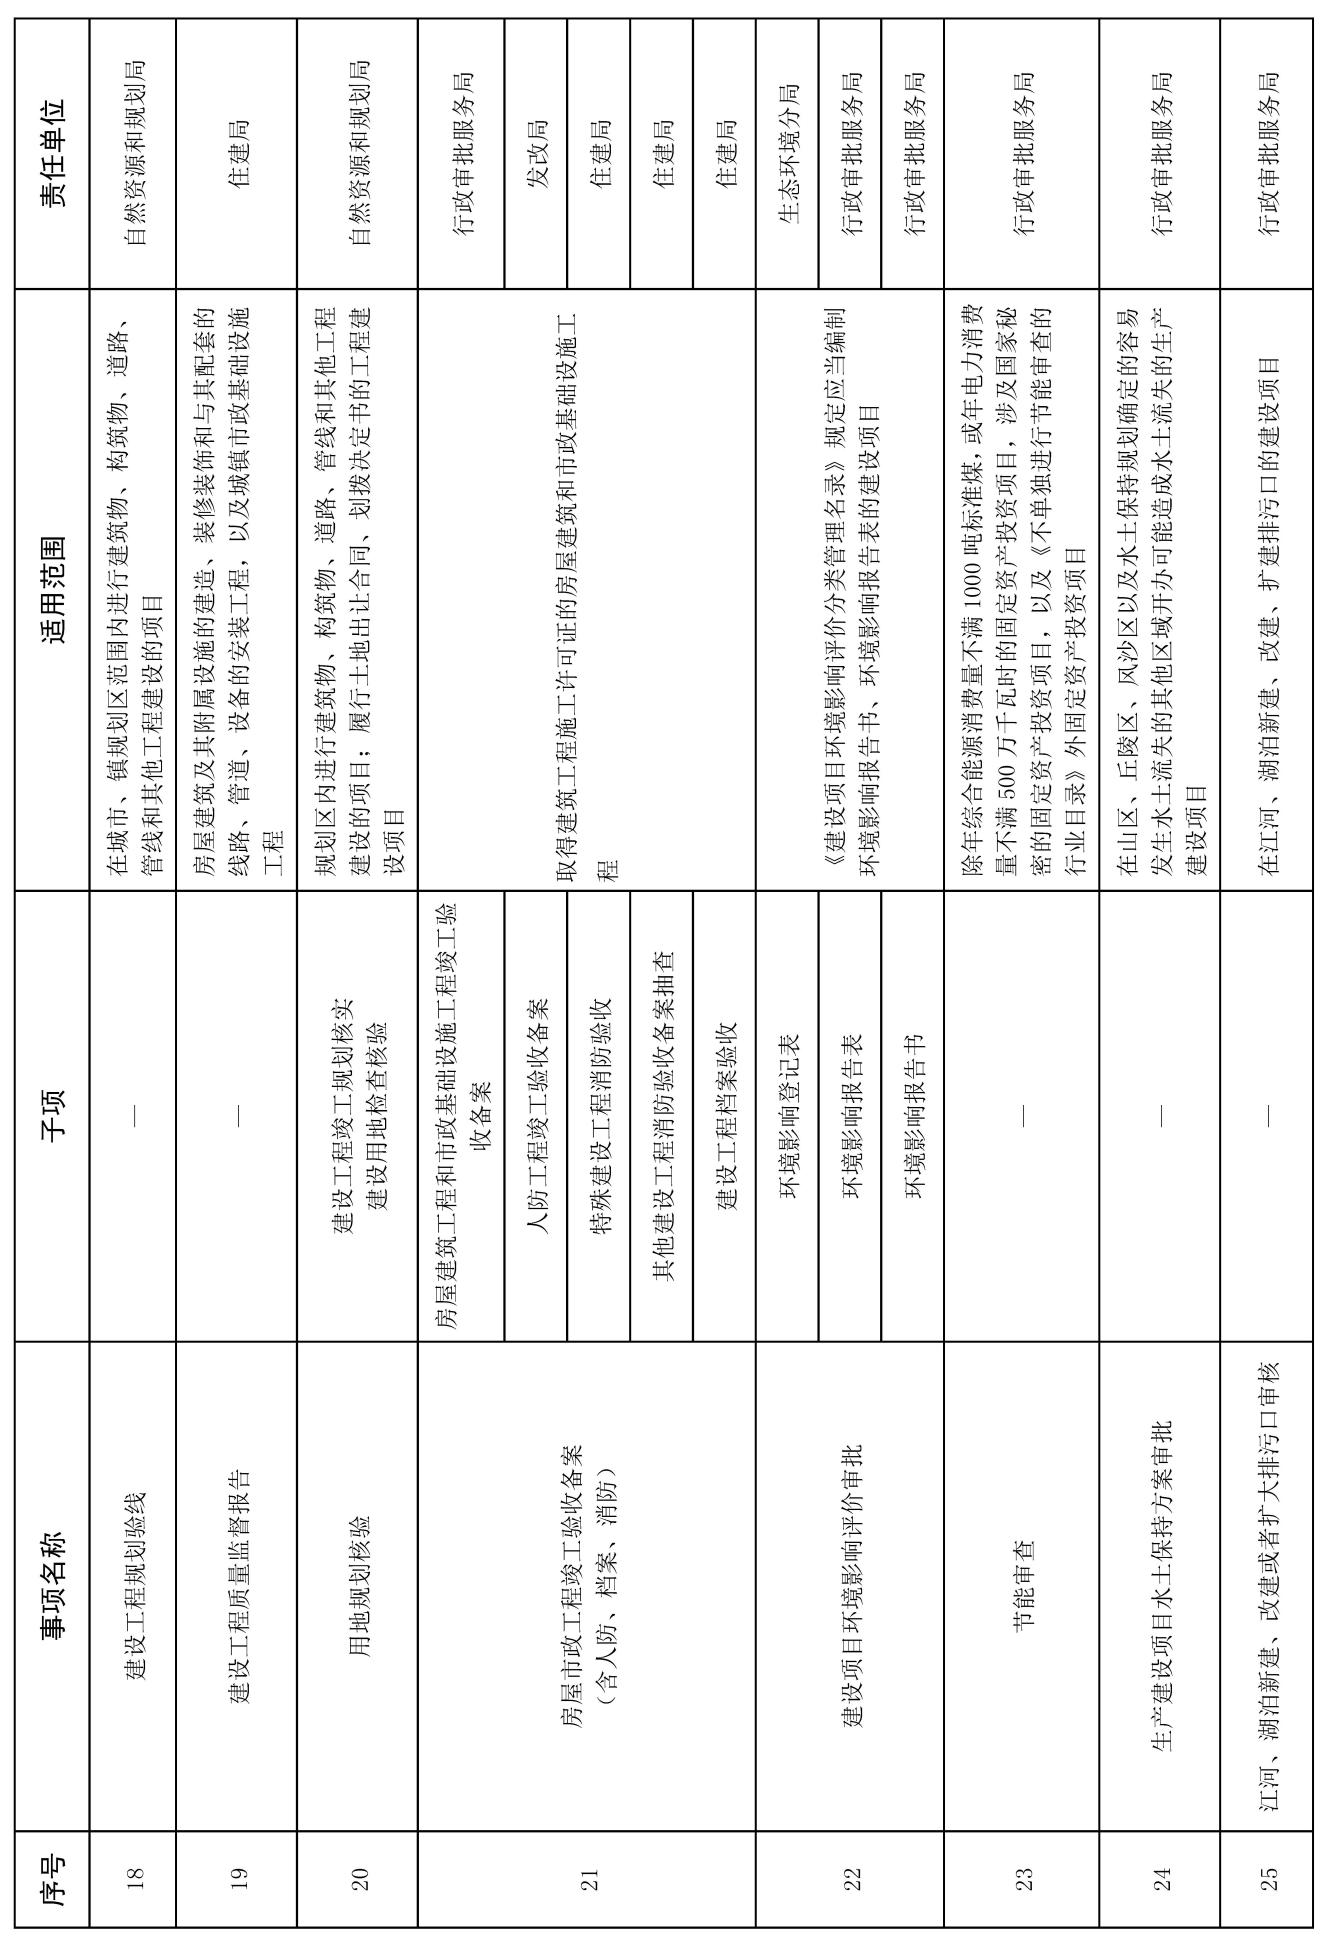 序号
事项名称
子项
适用范围
责任单位
18
建设工程规划验线
—
在城市、镇规划区范围内进行建筑物、构筑物、道路、
管线和其他工程建设的项目
自然资源和规划局
19
建设工程质量监督报告
—
房屋建筑及其附属设施的建造、装修装饰和与其配套的
线路、管道、设备的安装工程，以及城镇市政基础设施
工程
住建局
20
用地规划核验
建设工程竣工规划核实
建设用地检查核验
规划区内进行建筑物、构筑物、道路、管线和其他工程
建设的项目；履行土地出让合同、划拨决定书的工程建
设项目
自然资源和规划局
21
房屋市政工程竣工验收备案
（含人防、档案、消防）
房屋建筑工程和市政基础设施工程竣工验
收备案
取得建筑工程施工许可证的房屋建筑和市政基础设施工
程
行政审批服务局
人防工程竣工验收备案
发改局
特殊建设工程消防验收
住建局
其他建设工程消防验收备案抽查
住建局
建设工程档案验收
住建局
22
建设项目环境影响评价审批
环境影响登记表
《建设项目环境影响评价分类管理名录》规定应当编制
环境影响报告书、环境影响报告表的建设项目
生态环境分局
环境影响报告表
行政审批服务局
环境影响报告书
行政审批服务局
23
节能审查
—
除年综合能源消费量不满 1000 吨标准煤，或年电力消费
量不满 500 万千瓦时的固定资产投资项目，涉及国家秘
密的固定资产投资项目，以及《不单独进行节能审查的
行业目录》外固定资产投资项目
行政审批服务局
24
生产建设项目水土保持方案审批
—
在山区、丘陵区、风沙区以及水土保持规划确定的容易
发生水土流失的其他区域开办可能造成水土流失的生产
建设项目
行政审批服务局
25
江河、湖泊新建、改建或者扩大排污口审核
—
在江河、湖泊新建、改建、扩建排污口的建设项目
行政审批服务局